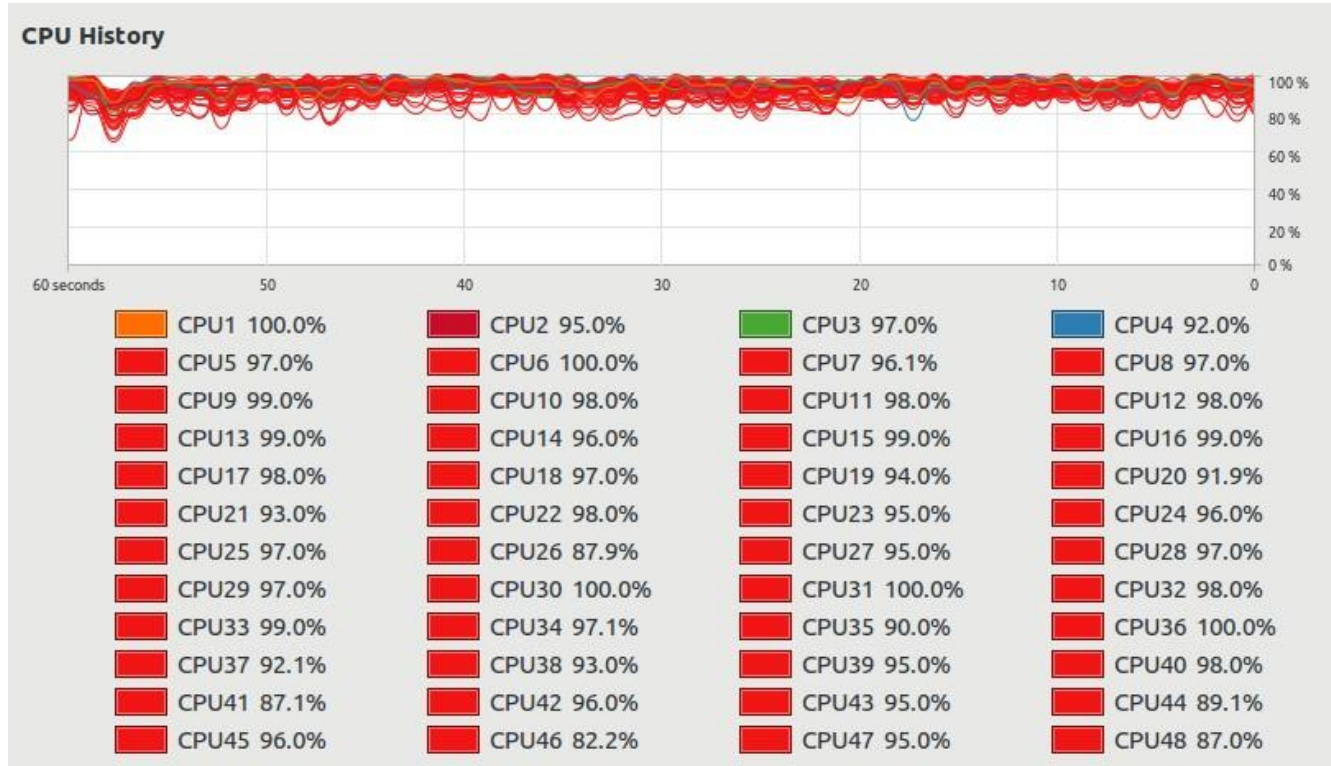 CPU History
100 %
80 %
60 %
40 %
20 %
0 %
60 seconds 50 40 30 20 10 0
CPU1 100.0% CPU2 95.0% CPU3 97.0% CPU4 92.0%
CPU5 97.0% CPU6 100.0% CPU7 96.1% CPU8 97.0%
CPU9 99.0% CPU10 98.0% CPU11 98.0% CPU12 98.0%
CPU13 99.0% CPU14 96.0% CPU15 99.0% CPU16 99.0%
CPU17 98.0% CPU18 97.0% CPU19 94.0% CPU20 91.9%
CPU21 93.0% CPU22 98.0% CPU23 95.0% CPU24 96.0%
CPU25 97.0% CPU26 87.9% CPU27 95.0% CPU28 97.0%
CPU29 97.0% CPU30 100.0% CPU31 100.0% CPU32 98.0%
CPU33 99.0% CPU34 97.1% CPU35 90.0% CPU36 100.0%
CPU37 92.1% CPU38 93.0% CPU39 95.0% CPU40 98.0%
CPU41 87.1% CPU42 96.0% CPU43 95.0% CPU44 89.1%
CPU45 96.0% CPU46 82.2% CPU47 95.0% CPU48 87.0%